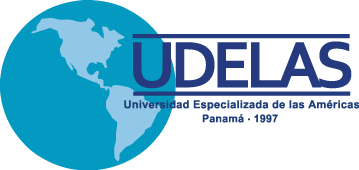 UDELAS
Universidad Especializada de las Américas
Panamá · 1997